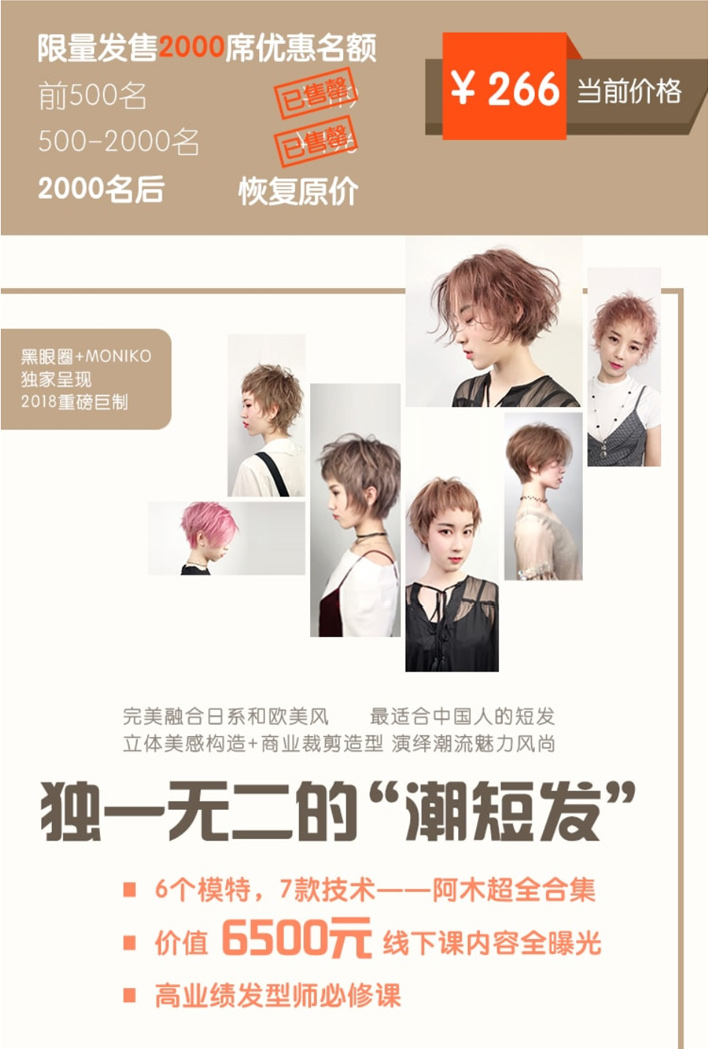 限量发售2000席优惠名额
前500名
已售罄
500-2000名
已售罄
2000名后 恢复原价
¥ 266 当前价格
黑眼圈+MONIKO
独家呈现
2018重磅巨制
完美融合日系和欧美风 最适合中国人的短发
立体美感构造+商业裁剪造型 演绎潮流魅力风尚
独一无二的“潮短发”
6个模特，7款技术——阿木超全合集
价值 6500元 线下课内容全曝光
高业绩发型师必修课